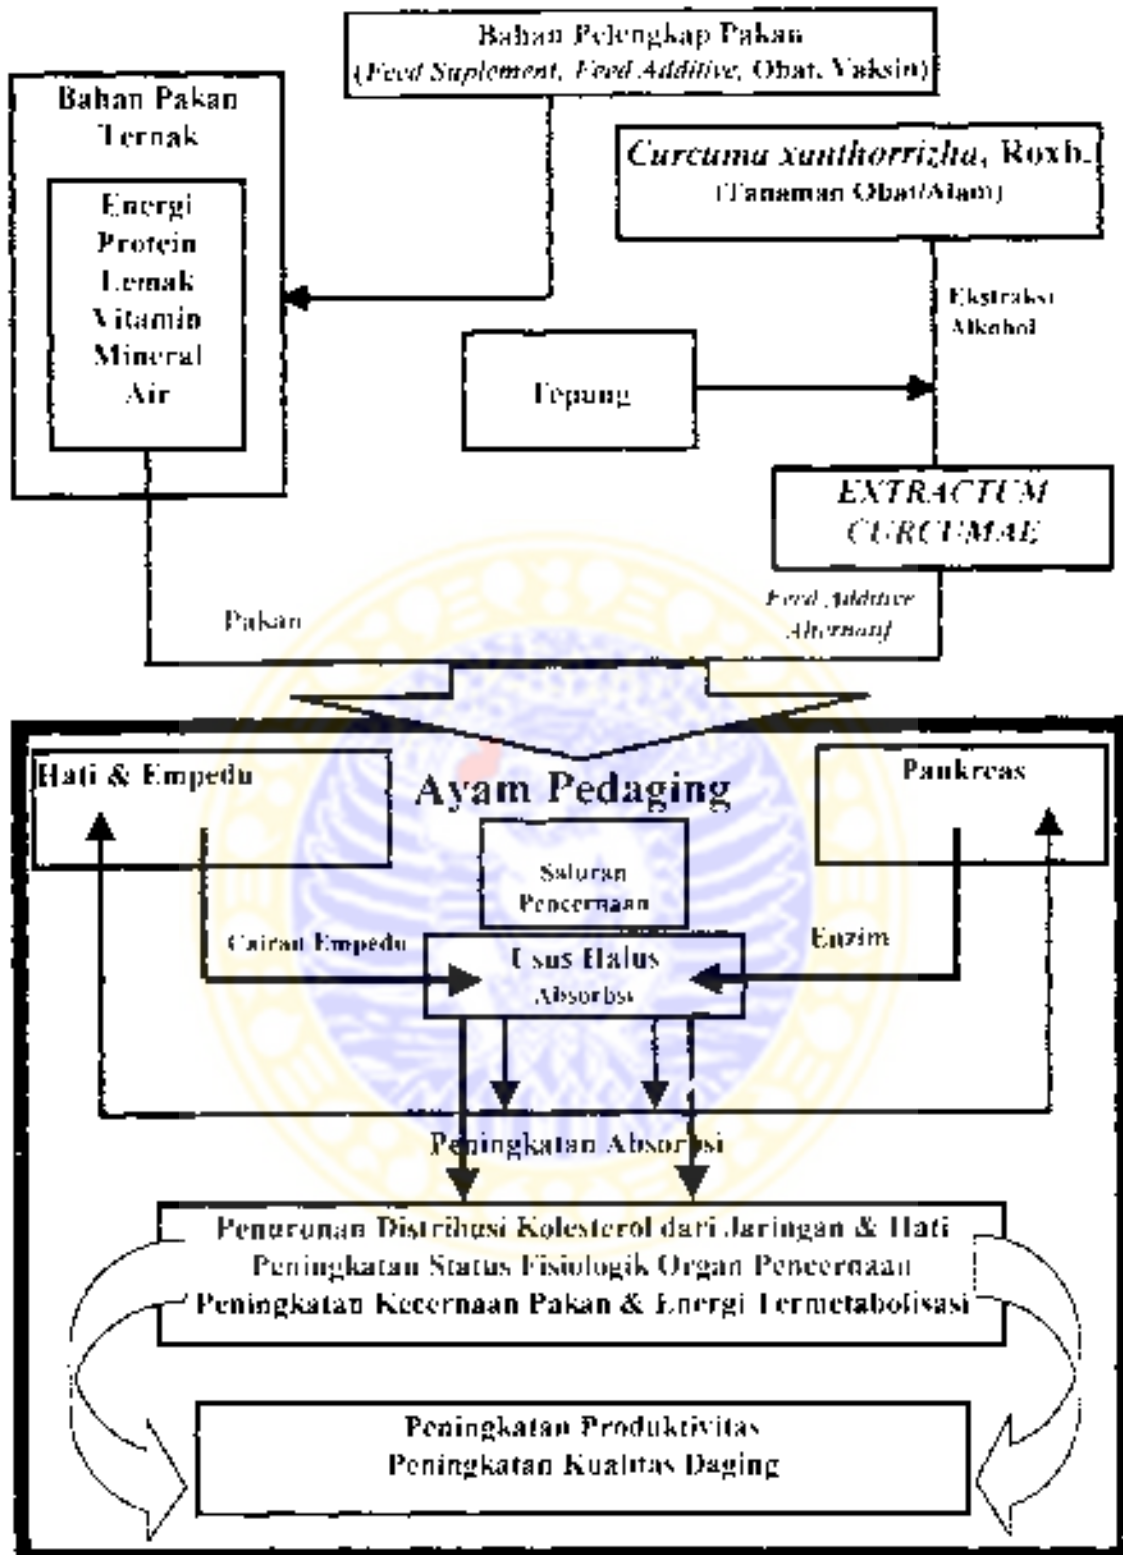 Bahan Pelengkap Pakan
(Feed Suplement, Feed Additive, Obat, Vaksin)
Bahan Pakan
Ternak
Energi
Protein
Lemak
Vitamin
Mineral
Air
Curcuma xanthorrizha, Roxb.
(Tanaman Obat/Alam)
Ekstraksi
Alkohol
Tepung
EXTRACTUM
CURCUMAE
Pakan
Feed Additive
Alternatif
Hati & Empedu
Ayam Pedaging
Pankreas
Saluran
Pencernaan
Cairan Empedu
Enzim
Usus Halus
Absorbsi
Peningkatan Absorbsi
Penurunan Distribusi Kolesterol dari Jaringan & Hati
Peningkatan Status Fisiologik Organ Pencernaan
Peningkatan Kecernaan Pakan & Energi Termetabolisasi
Peningkatan Produktivitas
Peningkatan Kualitas Daging